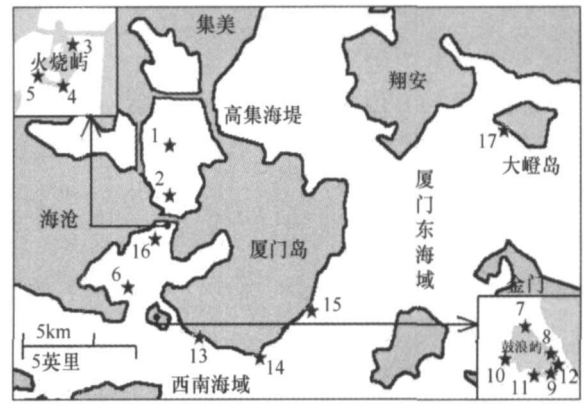 集美
3
火烧屿
5
4
翔安
高集海堤
1
17
大嶝岛
2
厦门东海域
海沧
16
厦门岛
6
金门
15
7
5km
鼓浪屿
8
13
10
12
5英里
14
11
9
西南海域